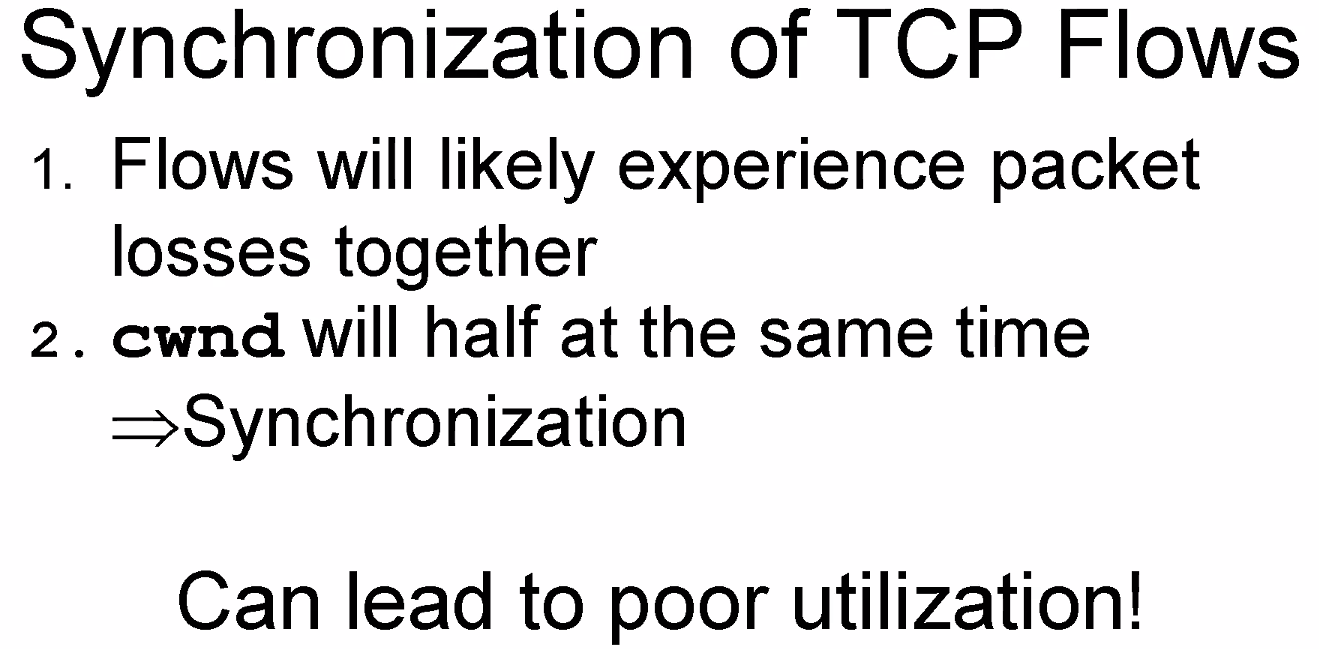 Synchronization of TCP Flows
1. Flows will likely experience packet
losses together
2. cwnd will half at the same time
⇒Synchronization
Can lead to poor utilization!